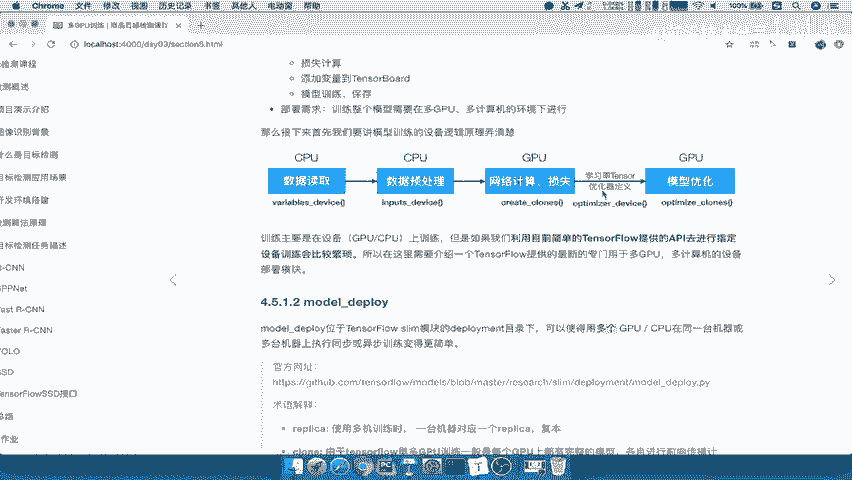 Chrome 文件 修改 视图 历史记录 书签 其他人 电动窗 帮助
100%
多GPU训练 | 商品目标检测课程
localhost:4000/day03/section6.html
损失计算
添加变量到TensorBoard
模型训练、保存
部署需求：训练整个模型需要在多GPU、多计算机的环境下进行
那么接下来首先我们要讲模型训练的设备逻辑原理弄清楚
CPU CPU GPU GPU
数据读取 数据预处理 网络计算、损失 学习率Tensor 优化器定义 模型优化
variables_device() inputs_device() create_clones() optimizer_device() optimize_clones()
训练主要是在设备（GPU/CPU）上训练，但是如果我们利用目前简单的TensorFlow提供的API去进行指定
设备训练会比较繁琐。所以在这里需要介绍一个TensorFlow提供的最新的专门用于多GPU，多计算机的设备
部署模块。
4.5.1.2 model_deploy
model_deploy位于TensorFlow slim模块的deployment目录下，可以使得用多个 GPU / CPU在同一台机器或
多台机器上执行同步或异步训练变得更简单。
官方网址：
https://github.com/tensorflow/models/blob/master/research/slim/deployment/model_deploy.py
术语解释：
replica: 使用多机训练时，一台机器对应一个replica，复本
clone: 由于tensorflow里多GPU训练一般是每个GPU上都有完整的模型，各自进行前向传播计
检测课程
检测概述
项目演示介绍
图像识别背景
什么是目标检测
目标检测应用场景
开发环境搭建
检测算法原理
目标检测任务描述
R-CNN
SPPNet
Fast R-CNN
Faster R-CNN
YOLO
SSD
TensorFlowSSD接口
总结
作业